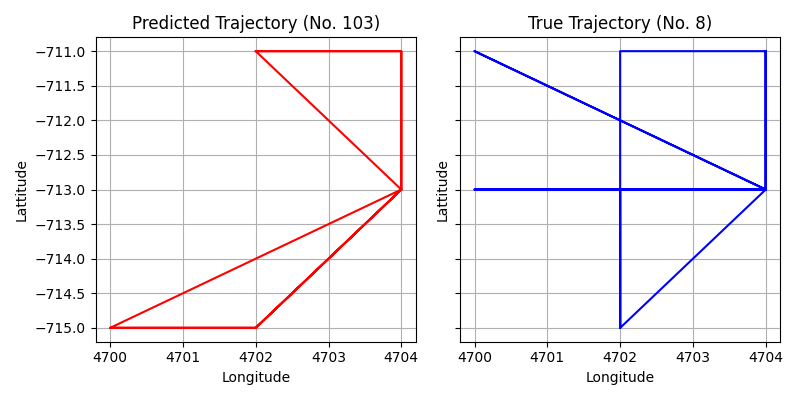 Predicted Trajectory (No. 103)
True Trajectory (No. 8)
−711.0
−711.5
−712.0
−712.5
−713.0
−713.5
−714.0
−714.5
−715.0
Lattitude
Lattitude
4700 4701 4702 4703 4704
4700 4701 4702 4703 4704
Longitude
Longitude